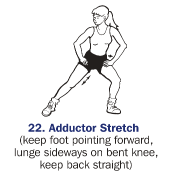 22. Adductor Stretch
(keep foot pointing forward,
lunge sideways on bent knee,
keep back straight)